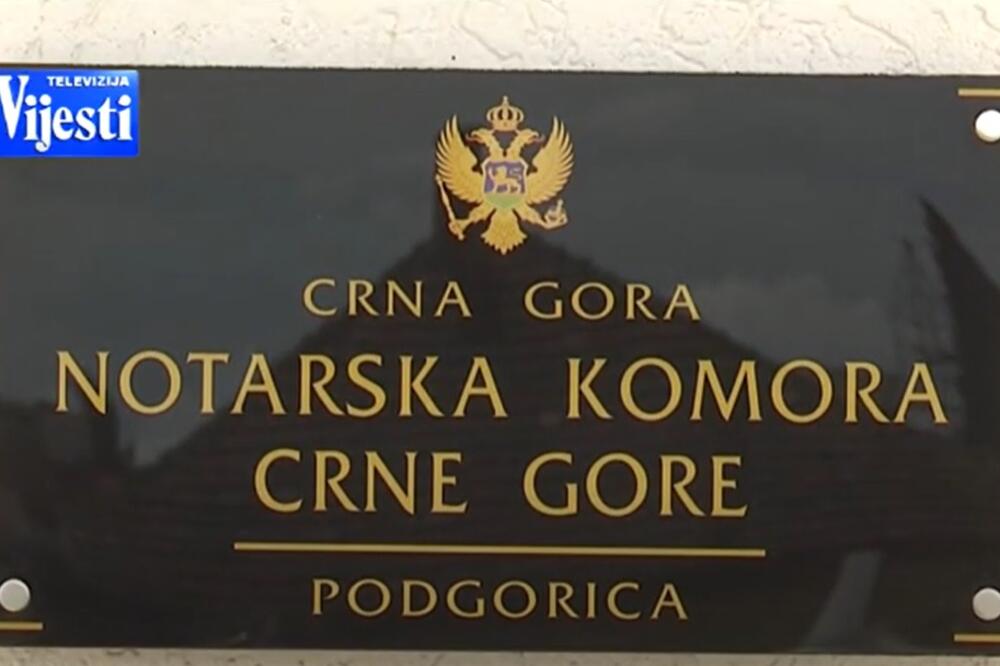 TELEVIZIJA
Vijesti
CRNA GORA
NOTARSKA KOMORA
CRNE GORE
PODGORICA